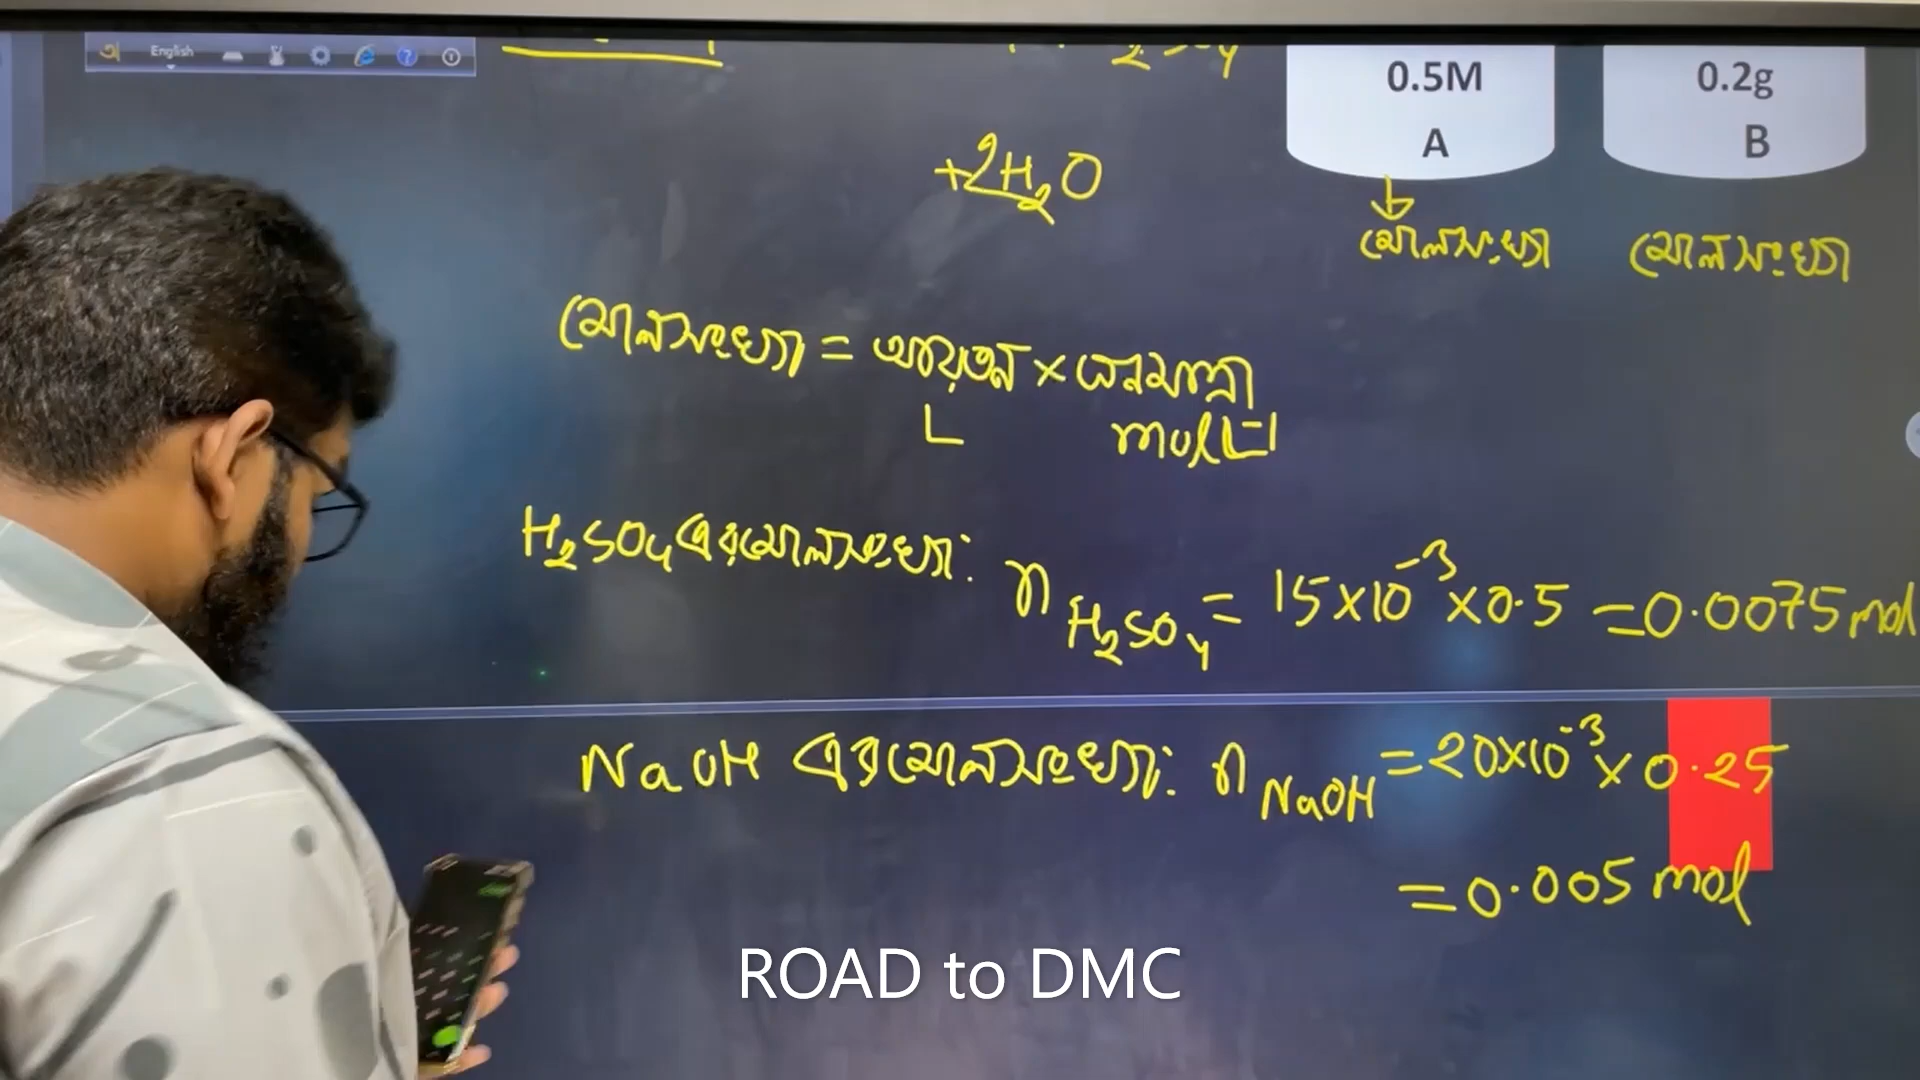 English
0.5M
0.2g
A
B
+2H₂O
মোলসংখ্যা
মোলসংখ্যা
মোলসংখ্যা = আয়তন × ঘনমাত্রা
L molL⁻¹
H₂SO₄ এর মোলসংখ্যা: n H₂SO₄ = 15×10⁻³×0.5 = 0.0075 mol
NaOH এর মোলসংখ্যা: n NaOH = 20×10⁻³ × 0.25
= 0.005 mol
ROAD to DMC